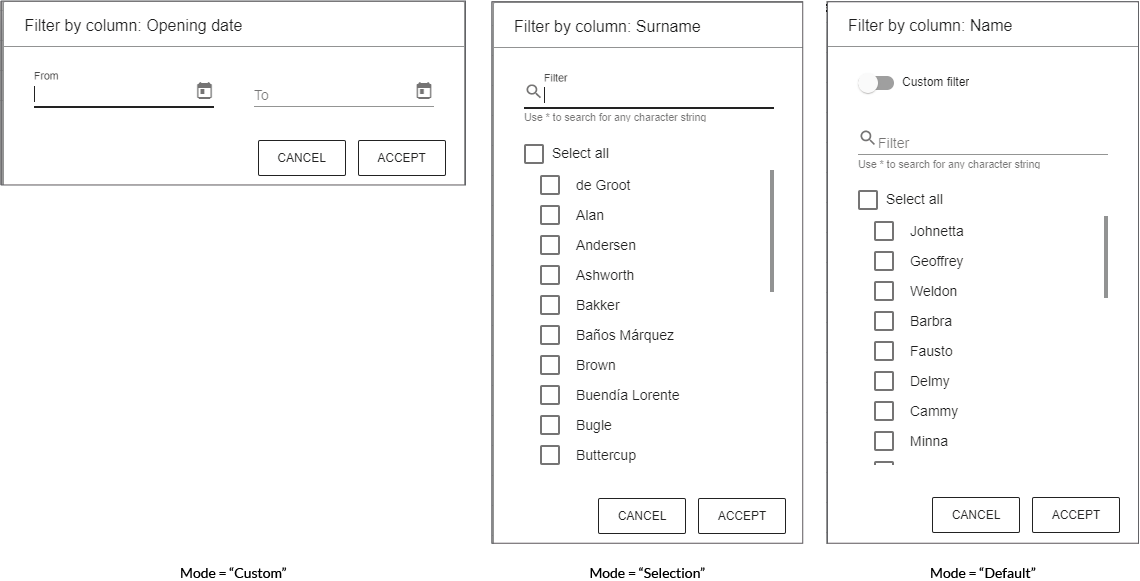 Filter by column: Opening date
From
To
CANCEL
ACCEPT
Mode = “Custom”
Filter by column: Surname
Filter
Use * to search for any character string
Select all
de Groot
Alan
Andersen
Ashworth
Bakker
Baños Márquez
Brown
Buendía Lorente
Bugle
Buttercup
CANCEL
ACCEPT
Mode = “Selection”
Filter by column: Name
Custom filter
Filter
Use * to search for any character string
Select all
Johnetta
Geoffrey
Weldon
Barbra
Fausto
Delmy
Cammy
Minna
CANCEL
ACCEPT
Mode = “Default”